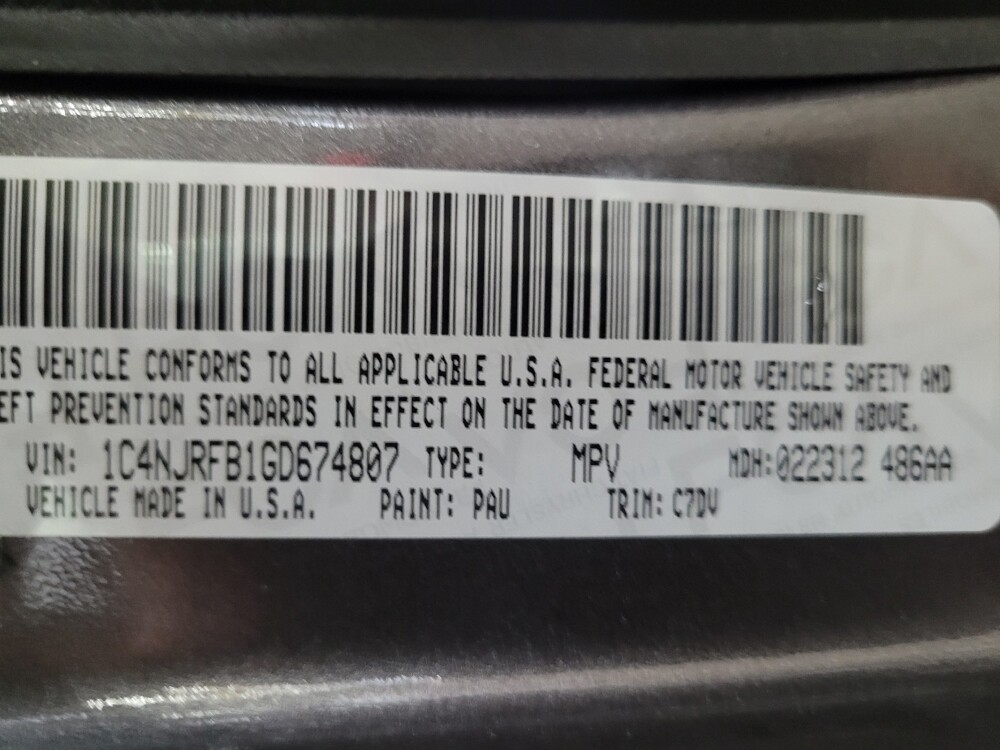 IS VEHICLE CONFORMS TO ALL APPLICABLE U.S.A. FEDERAL MOTOR VEHICLE SAFETY AND
EFT PREVENTION STANDARDS IN EFFECT ON THE DATE OF MANUFACTURE SHOWN ABOVE.
VIN: 1C4NJRFB1GD674807 TYPE: MPV MDH:022312 486AA
VEHICLE MADE IN U.S.A. PAINT: PAU TRIM: C7DV